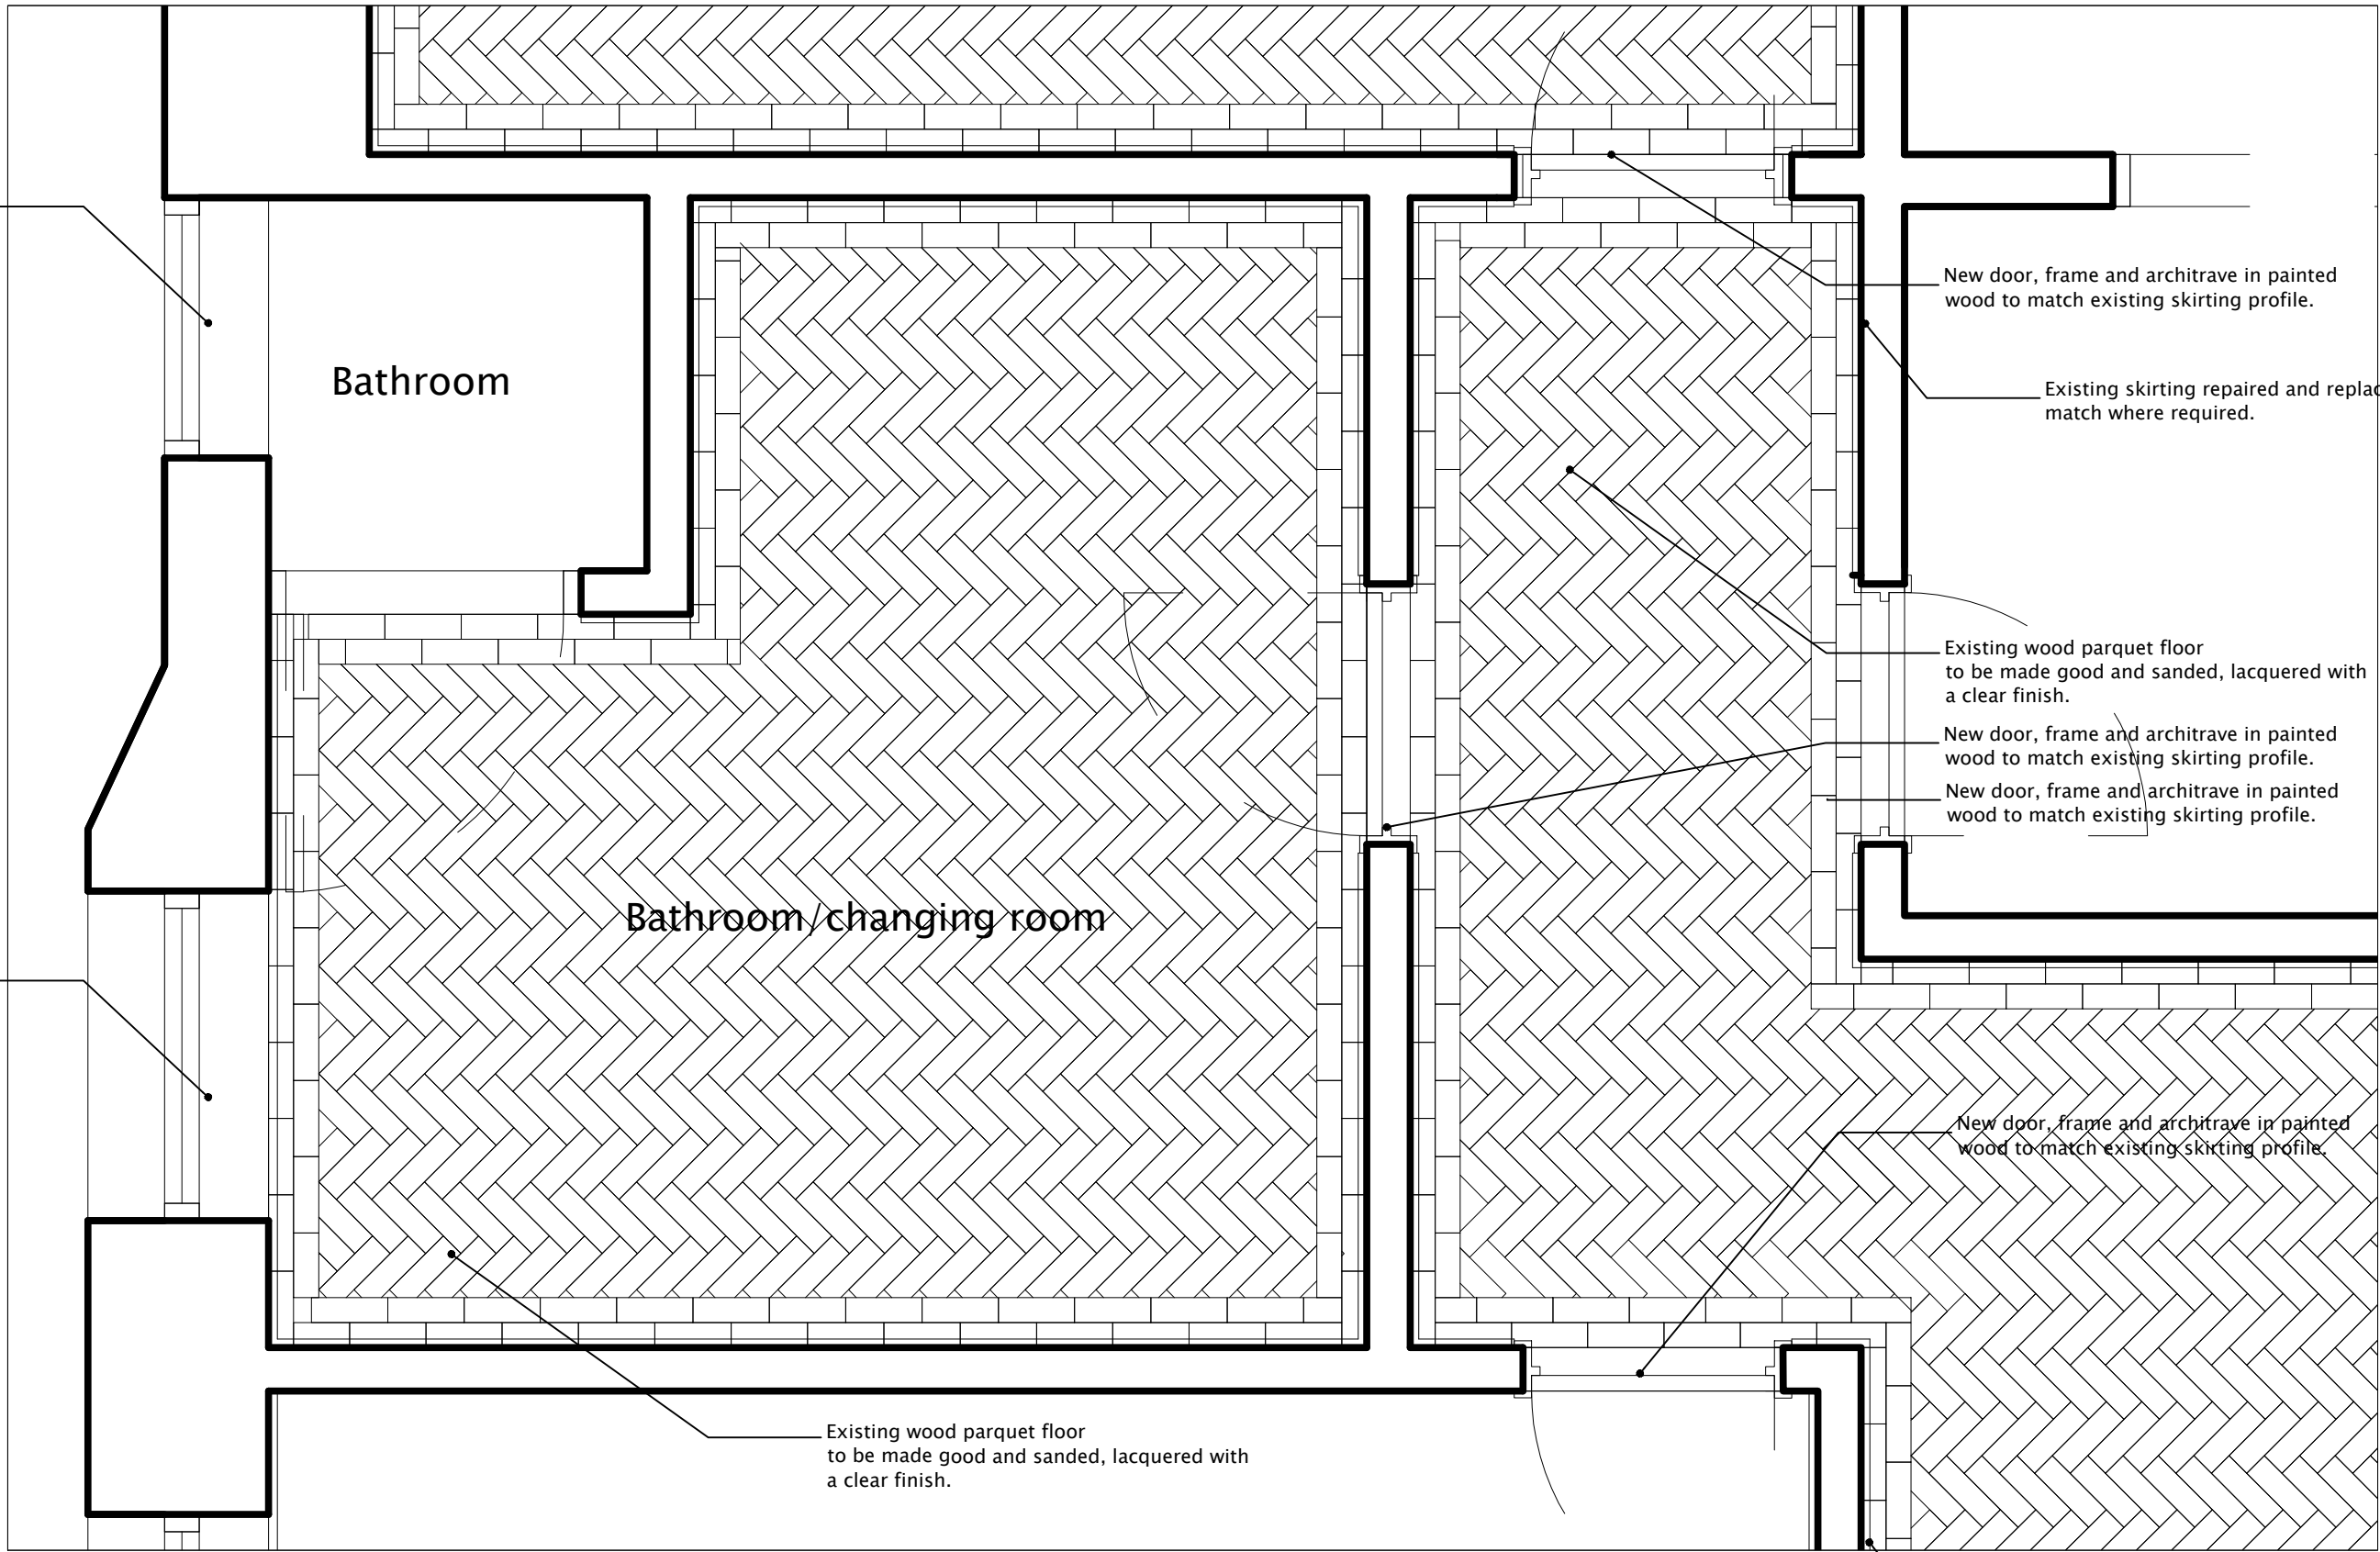 New door, frame and architrave in painted
wood to match existing skirting profile.
Bathroom
Existing skirting repaired and replac
match where required.
Existing wood parquet floor
to be made good and sanded, lacquered with
a clear finish.
New door, frame and architrave in painted
wood to match existing skirting profile.
New door, frame and architrave in painted
wood to match existing skirting profile.
Bathroom/changing room
New door, frame and architrave in painted
wood to match existing skirting profile.
Existing wood parquet floor
to be made good and sanded, lacquered with
a clear finish.